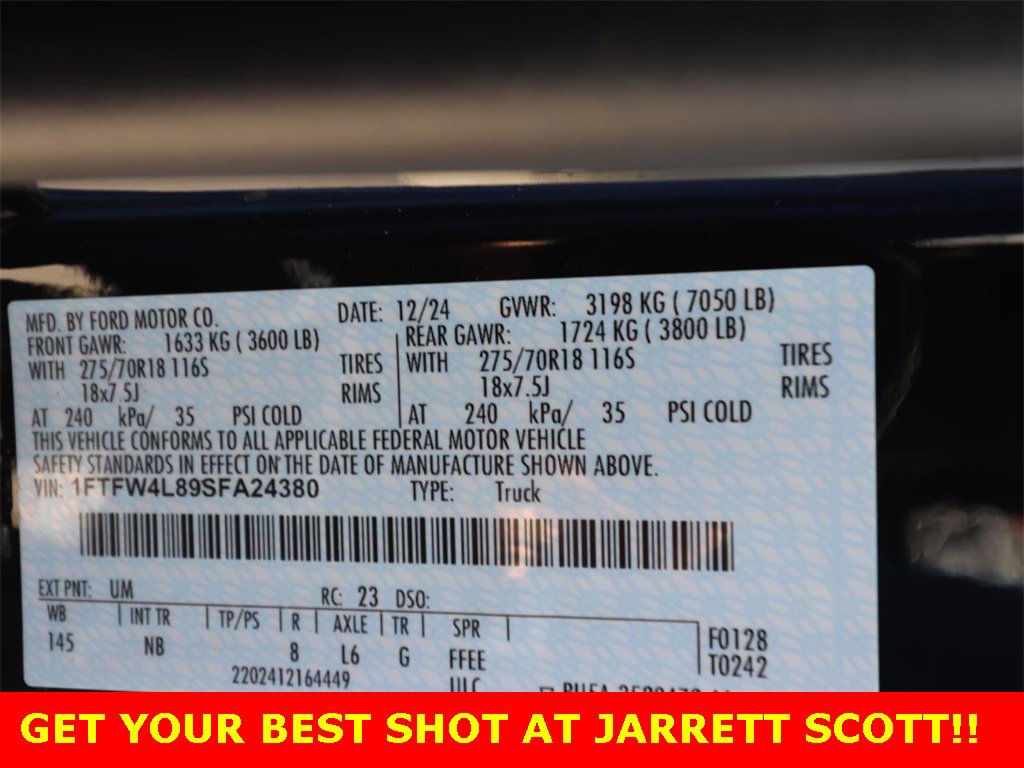 MFD. BY FORD MOTOR CO. DATE: 12/24 GVWR: 3198 KG ( 7050 LB)
FRONT GAWR: 1633 KG ( 3600 LB) REAR GAWR: 1724 KG ( 3800 LB)
WITH 275/70R18 116S TIRES WITH 275/70R18 116S TIRES
18x7.5J RIMS 18x7.5J RIMS
AT 240 kPa/ 35 PSI COLD AT 240 kPa/ 35 PSI COLD
THIS VEHICLE CONFORMS TO ALL APPLICABLE FEDERAL MOTOR VEHICLE
SAFETY STANDARDS IN EFFECT ON THE DATE OF MANUFACTURE SHOWN ABOVE.
VIN: 1FTFW4L89SFA24380 TYPE: Truck
EXT PNT: UM RC: 23 DSO:
WB INT TR TP/PS R AXLE TR SPR F0128
145 NB 8 L6 G FFEE T0242
2202412164449
GET YOUR BEST SHOT AT JARRETT SCOTT!!